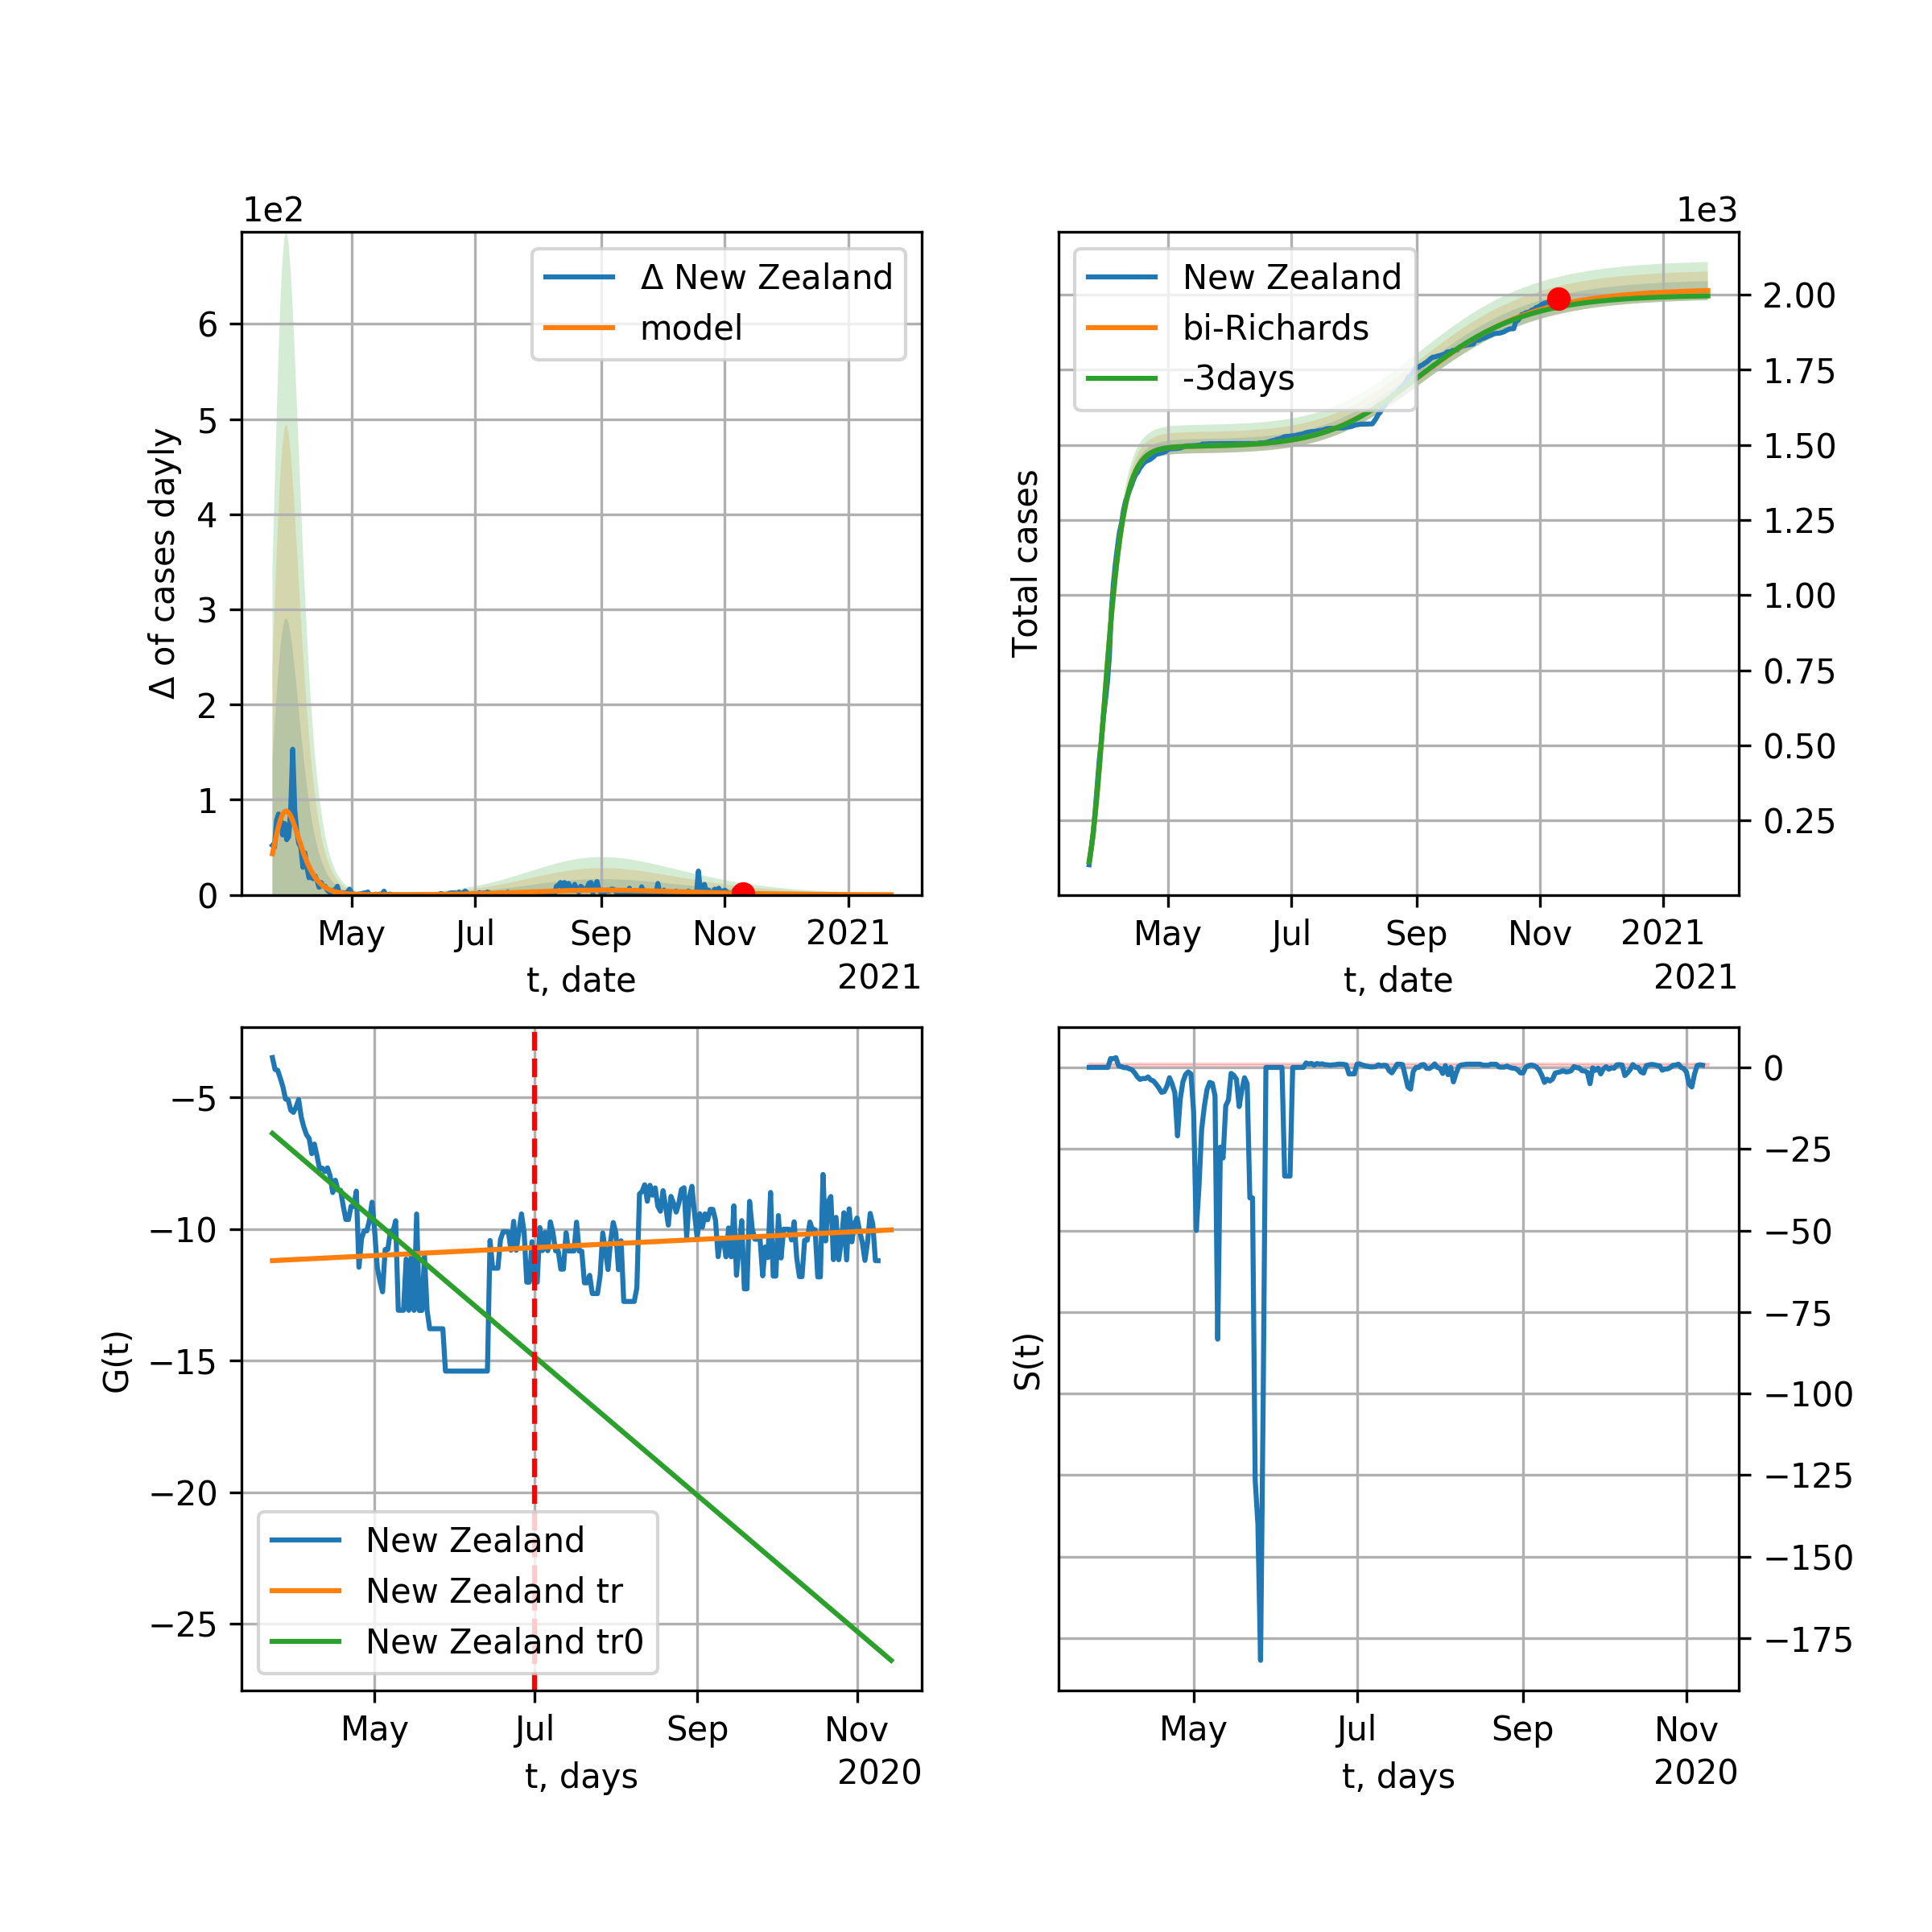 1e2
Δ of cases dayly
6
5
4
3
2
1
0
Δ New Zealand
model
May
Jul
Sep
Nov
2021
t, date
2021
1e3
Total cases
New Zealand
bi-Richards
-3days
2.00
1.75
1.50
1.25
1.00
0.75
0.50
0.25
May
Jul
Sep
Nov
2021
t, date
2021
G(t)
−5
−10
−15
−20
−25
New Zealand
New Zealand tr
New Zealand tr0
May
Jul
Sep
Nov
t, days
2020
S(t)
0
−25
−50
−75
−100
−125
−150
−175
May
Jul
Sep
Nov
t, days
2020